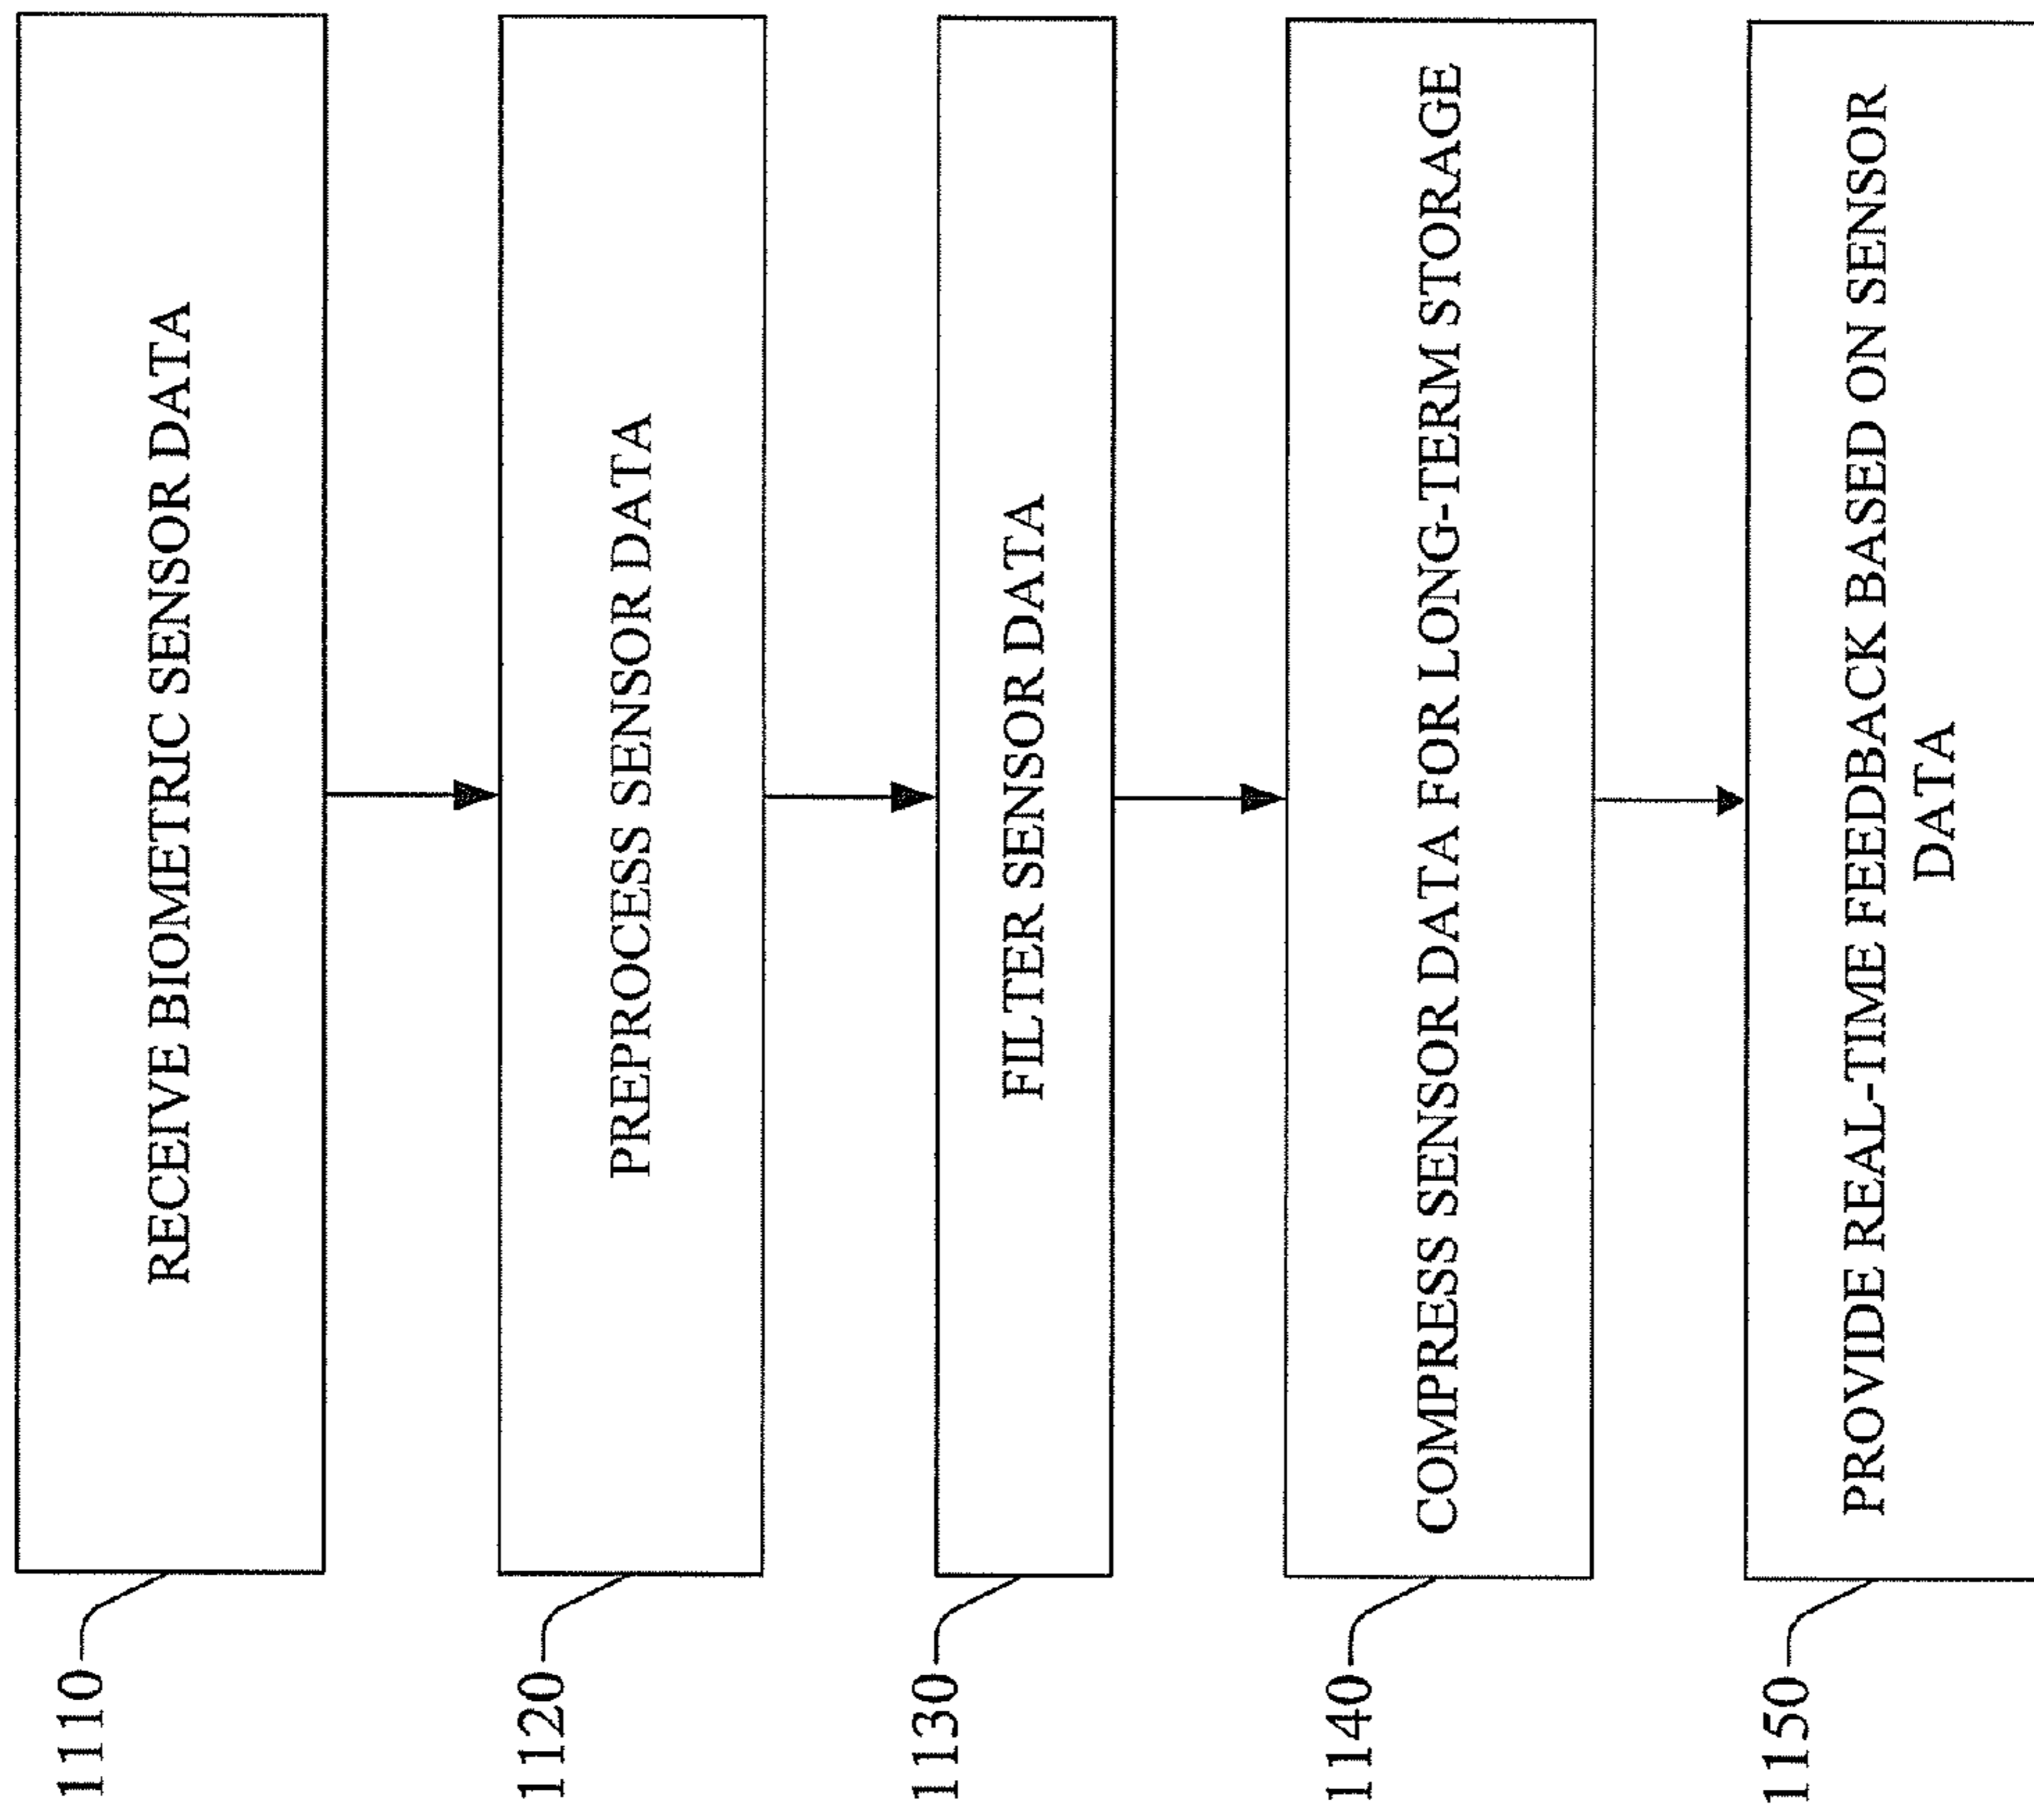 1110
RECEIVE BIOMETRIC SENSOR DATA
1120
PREPROCESS SENSOR DATA
1130
FILTER SENSOR DATA
1140
COMPRESS SENSOR DATA FOR LONG-TERM STORAGE
1150
PROVIDE REAL-TIME FEEDBACK BASED ON SENSOR
DATA